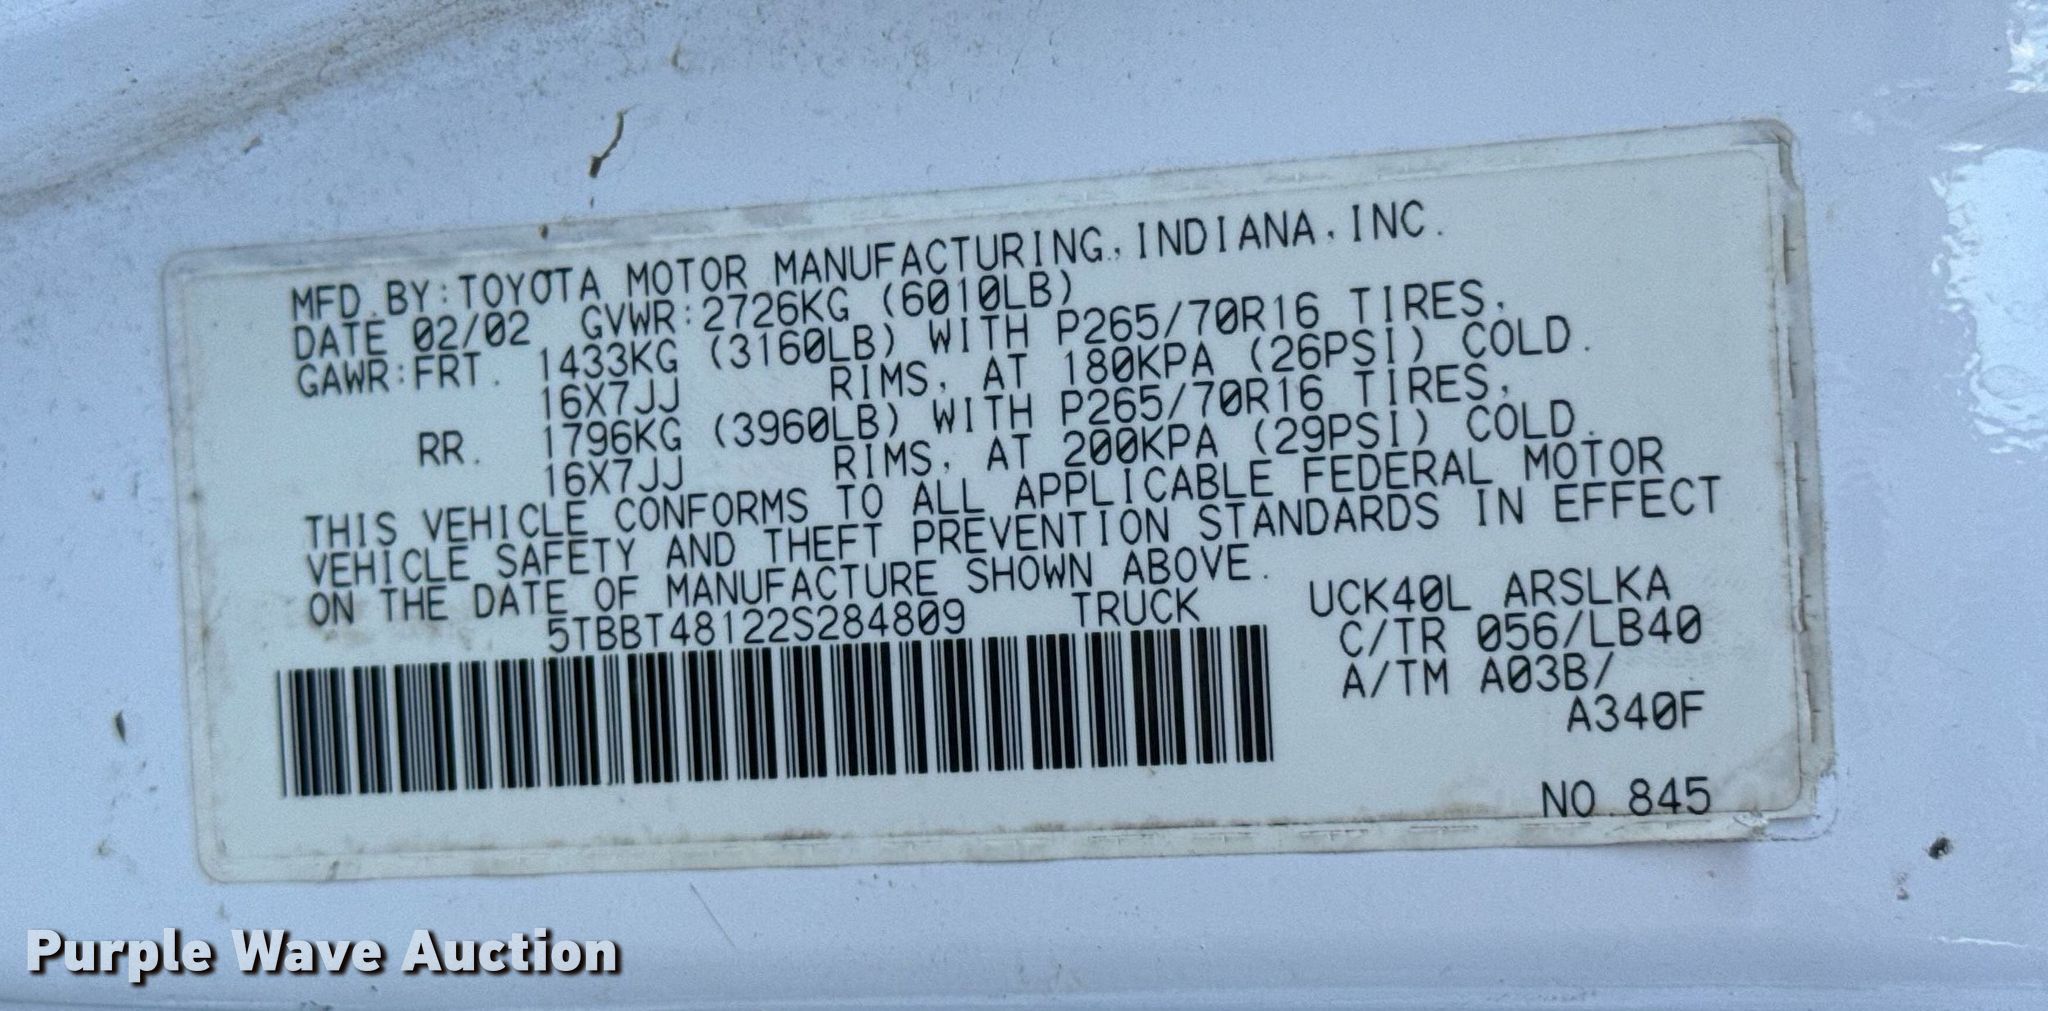 MFD.BY:TOYOTA MOTOR MANUFACTURING,INDIANA,INC.
DATE 02/02 GVWR:2726KG (6010LB)
GAWR:FRT. 1433KG (3160LB) WITH P265/70R16 TIRES,
16X7JJ RIMS, AT 180KPA (26PSI) COLD.
RR. 1796KG (3960LB) WITH P265/70R16 TIRES,
16X7JJ RIMS, AT 200KPA (29PSI) COLD.
THIS VEHICLE CONFORMS TO ALL APPLICABLE FEDERAL MOTOR
VEHICLE SAFETY AND THEFT PREVENTION STANDARDS IN EFFECT
ON THE DATE OF MANUFACTURE SHOWN ABOVE.
5TBBT48122S284809 TRUCK UCK40L ARSLKA
C/TR 056/LB40
A/TM A03B/
A340F
NO.845
Purple Wave Auction